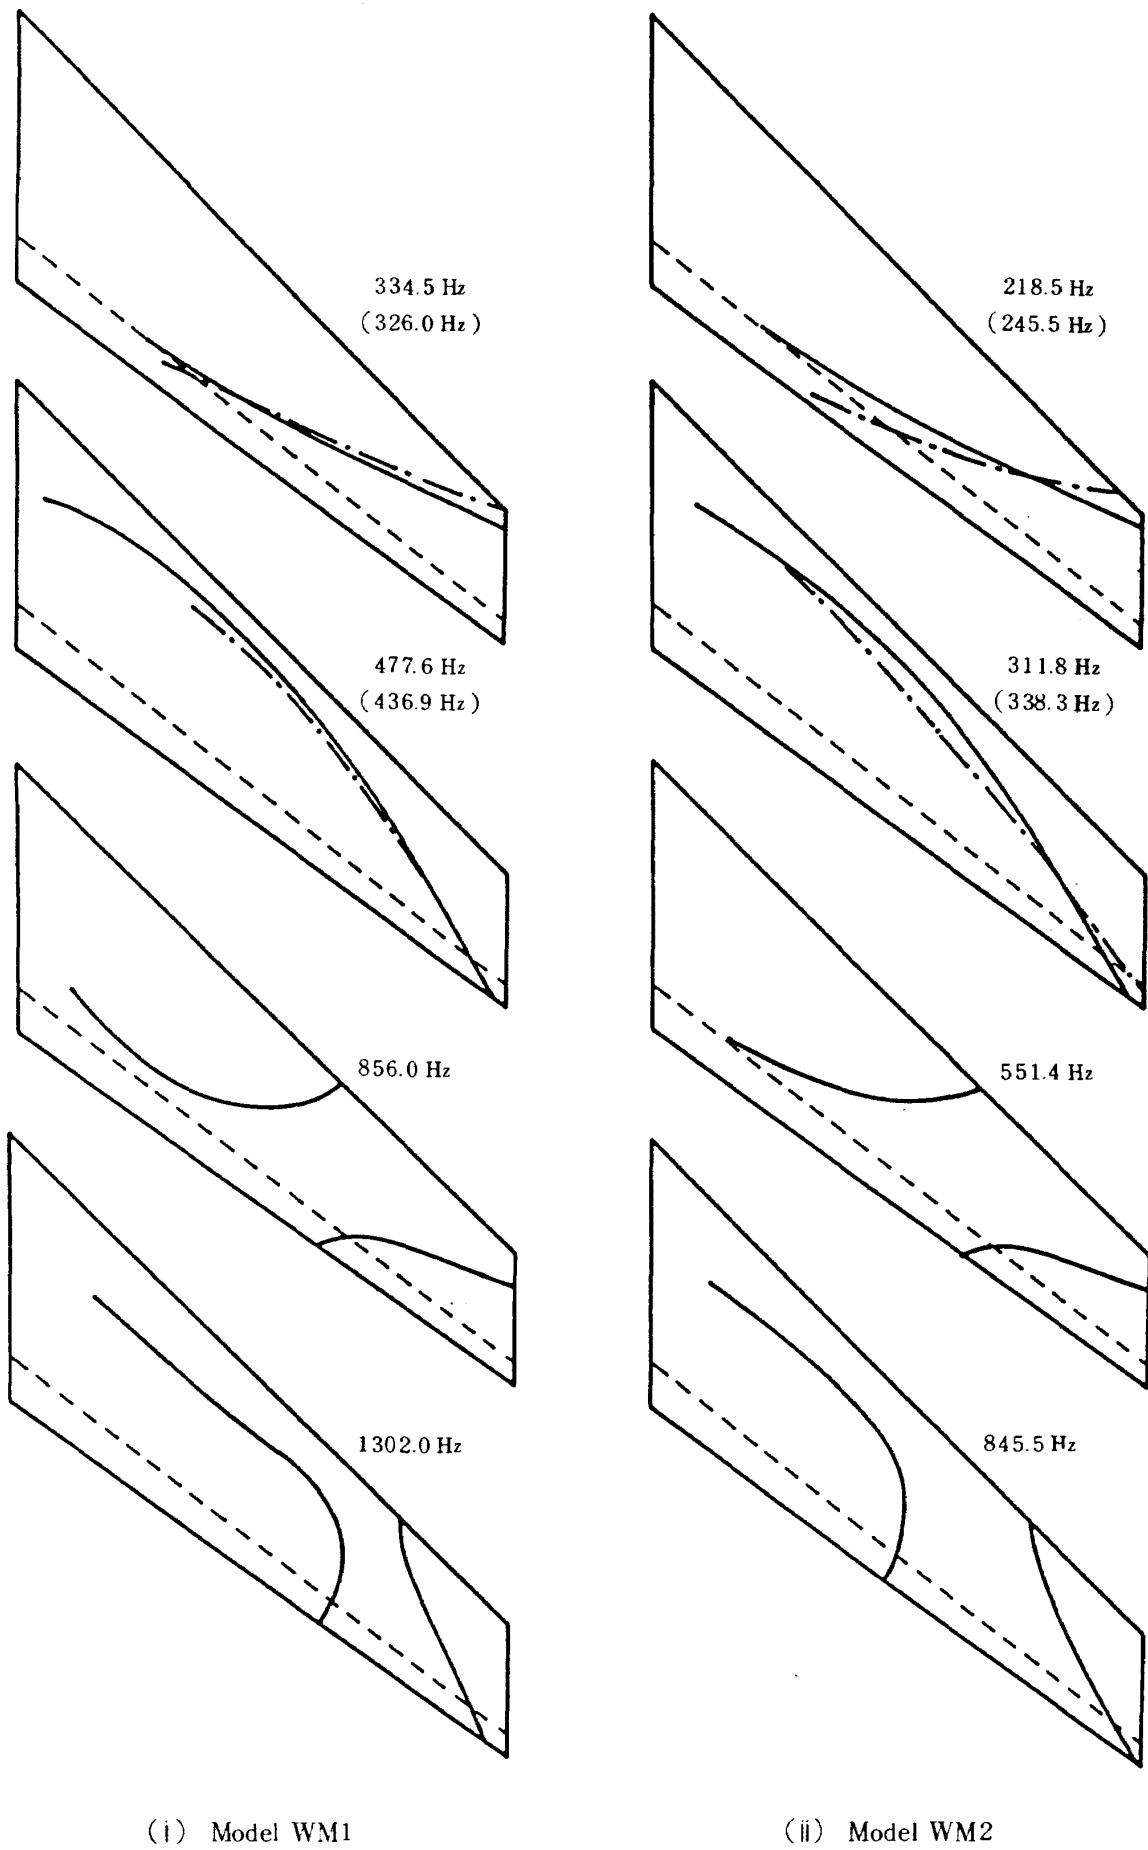 334.5 Hz
(326.0 Hz)
477.6 Hz
(436.9 Hz)
856.0 Hz
1302.0 Hz
(i) Model WM1
218.5 Hz
(245.5 Hz)
311.8 Hz
(338.3 Hz)
551.4 Hz
845.5 Hz
(ii) Model WM2